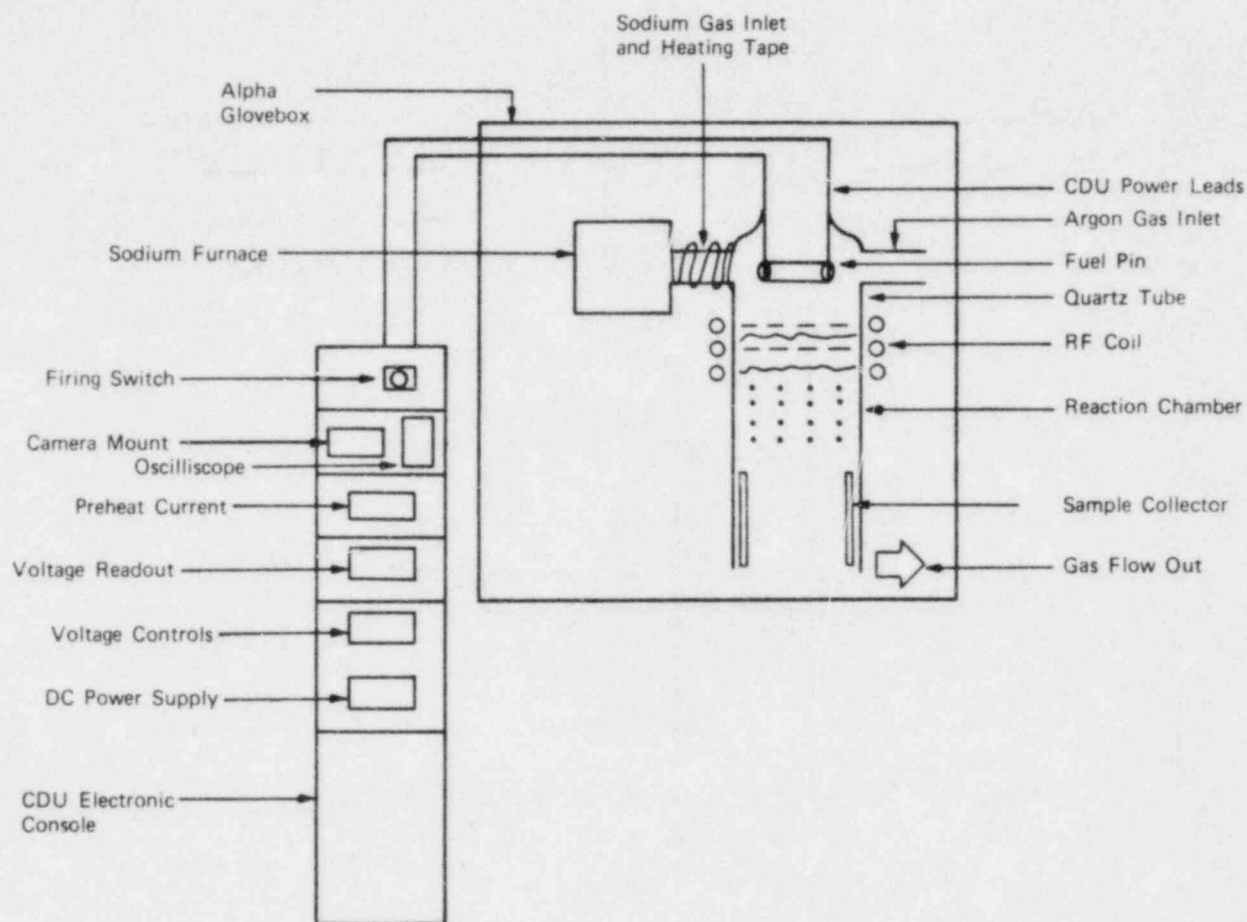 Sodium Gas Inlet
and Heating Tape
Alpha
Glovebox
CDU Power Leads
Argon Gas Inlet
Sodium Furnace
Fuel Pin
Quartz Tube
RF Coil
Firing Switch
Reaction Chamber
Camera Mount
Oscilliscope
Preheat Current
Sample Collector
Voltage Readout
Gas Flow Out
Voltage Controls
DC Power Supply
CDU Electronic
Console